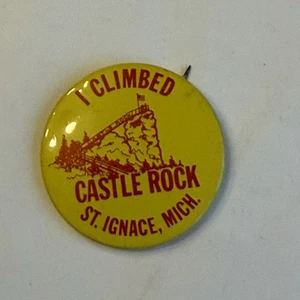 I CLIMBED
CASTLE ROCK
ST. IGNACE, MICH.